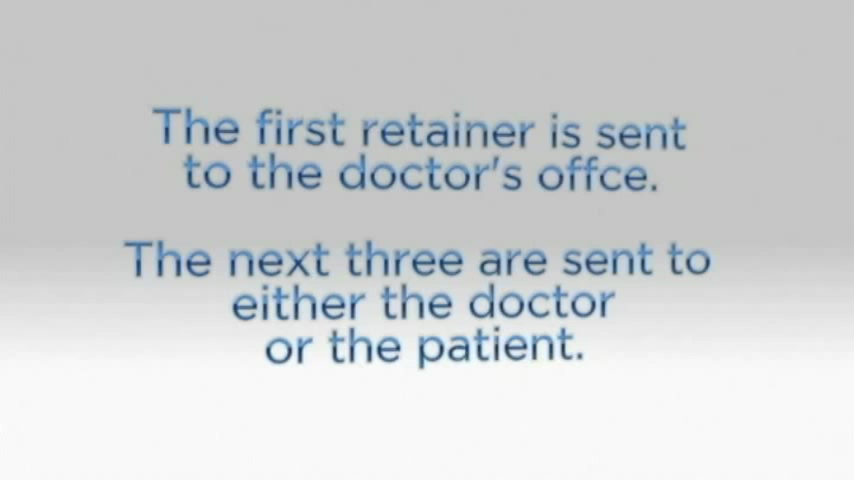 The first retainer is sent
to the doctor's offce.
The next three are sent to
either the doctor
or the patient.